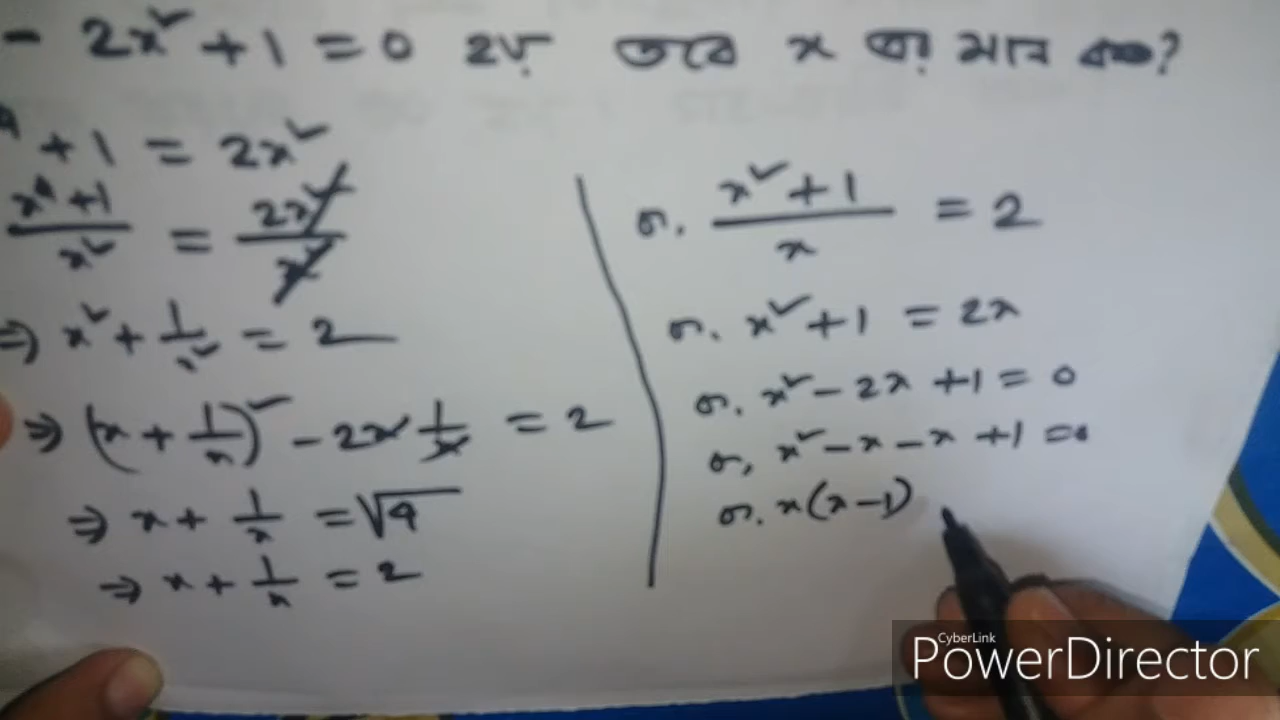 - 2x² + 1 = 0 হয় তবে x এর মান কত?
⁴ + 1 = 2x²
x⁴ + 1 / x² = 2x² / x²
⇒ x² + 1/x² = 2
⇒ (x + 1/x)² - 2x 1/x = 2
⇒ x + 1/x = √4
⇒ x + 1/x = 2
বা, x² + 1 / x = 2
বা, x² + 1 = 2x
বা, x² - 2x + 1 = 0
বা, x² - x - x + 1 = 0
বা, x(x - 1)
CyberLink
PowerDirector